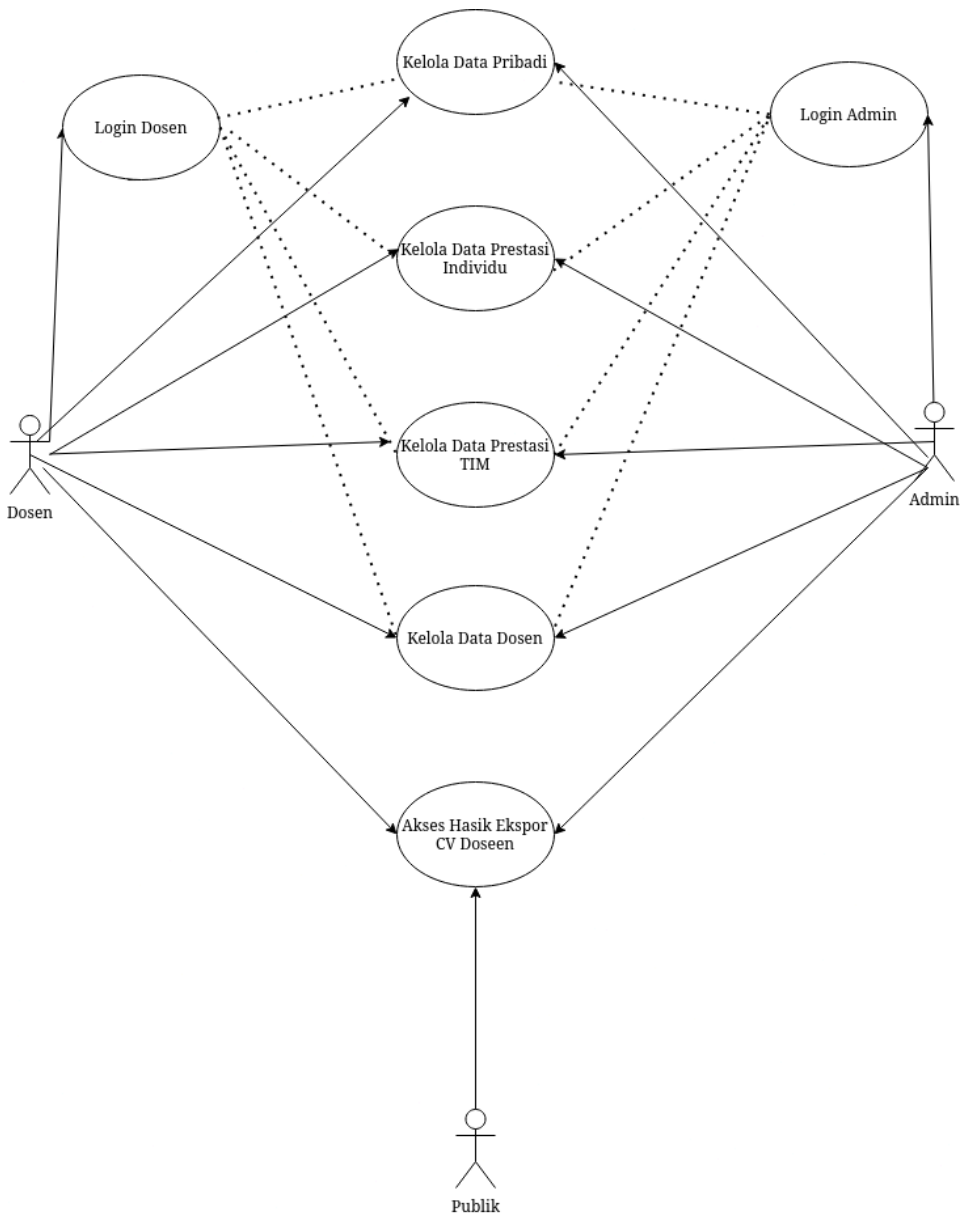 Kelola Data Pribadi
Login Dosen
Login Admin
Kelola Data Prestasi
Individu
Kelola Data Prestasi
TIM
Dosen
Admin
Kelola Data Dosen
Akses Hasik Ekspor
CV Doseen
Publik